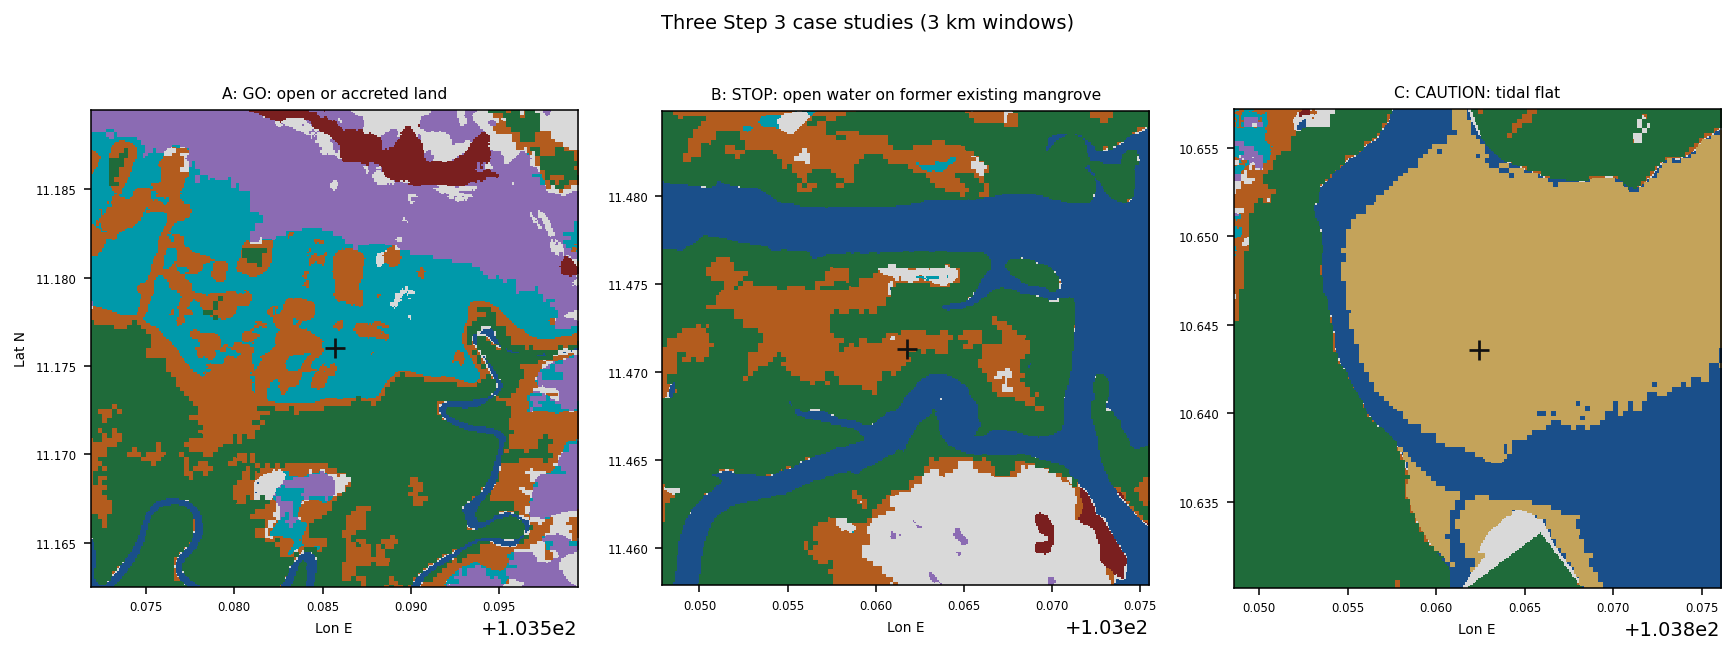 Three Step 3 case studies (3 km windows)
A: GO: open or accreted land
B: STOP: open water on former existing mangrove
C: CAUTION: tidal flat
Lat N
11.185
11.180
11.175
11.170
11.165
0.075
0.080
0.085
0.090
0.095
Lon E
+1.035e2
11.480
11.475
11.470
11.465
11.460
0.050
0.055
0.060
0.065
0.070
0.075
Lon E
+1.03e2
10.655
10.650
10.645
10.640
10.635
0.050
0.055
0.060
0.065
0.070
0.075
Lon E
+1.038e2